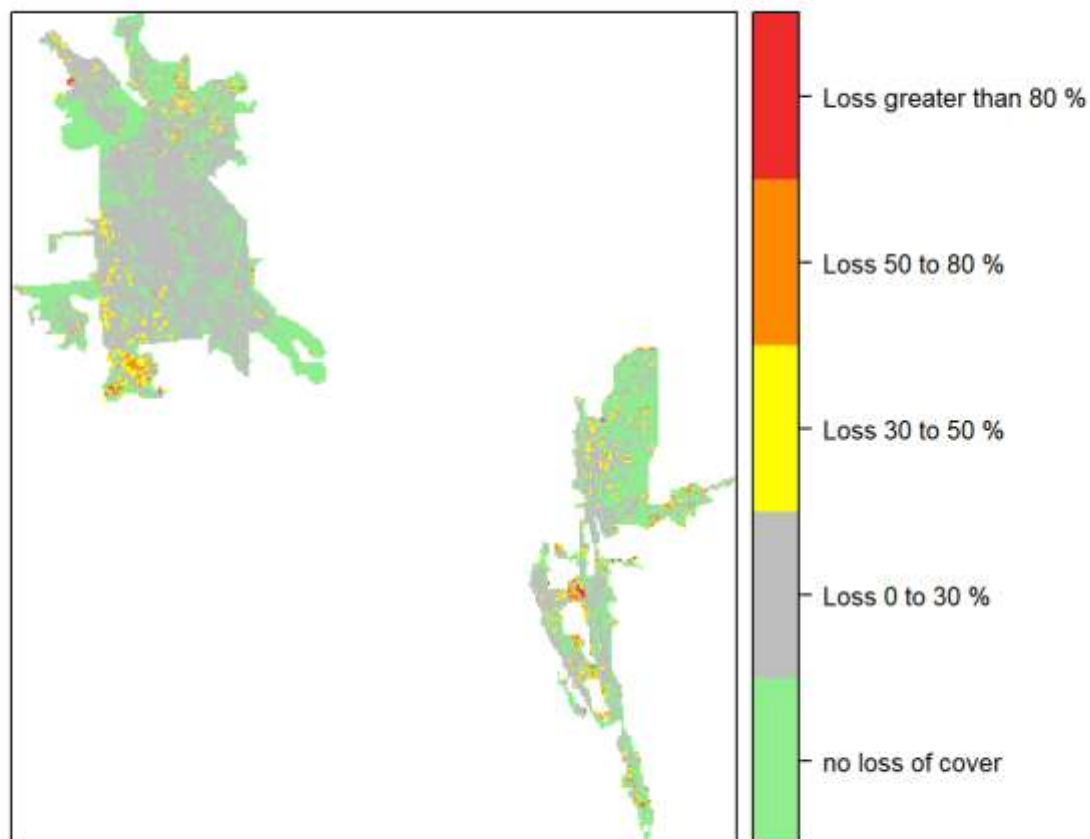 Loss greater than 80 %
Loss 50 to 80 %
Loss 30 to 50 %
Loss 0 to 30 %
no loss of cover